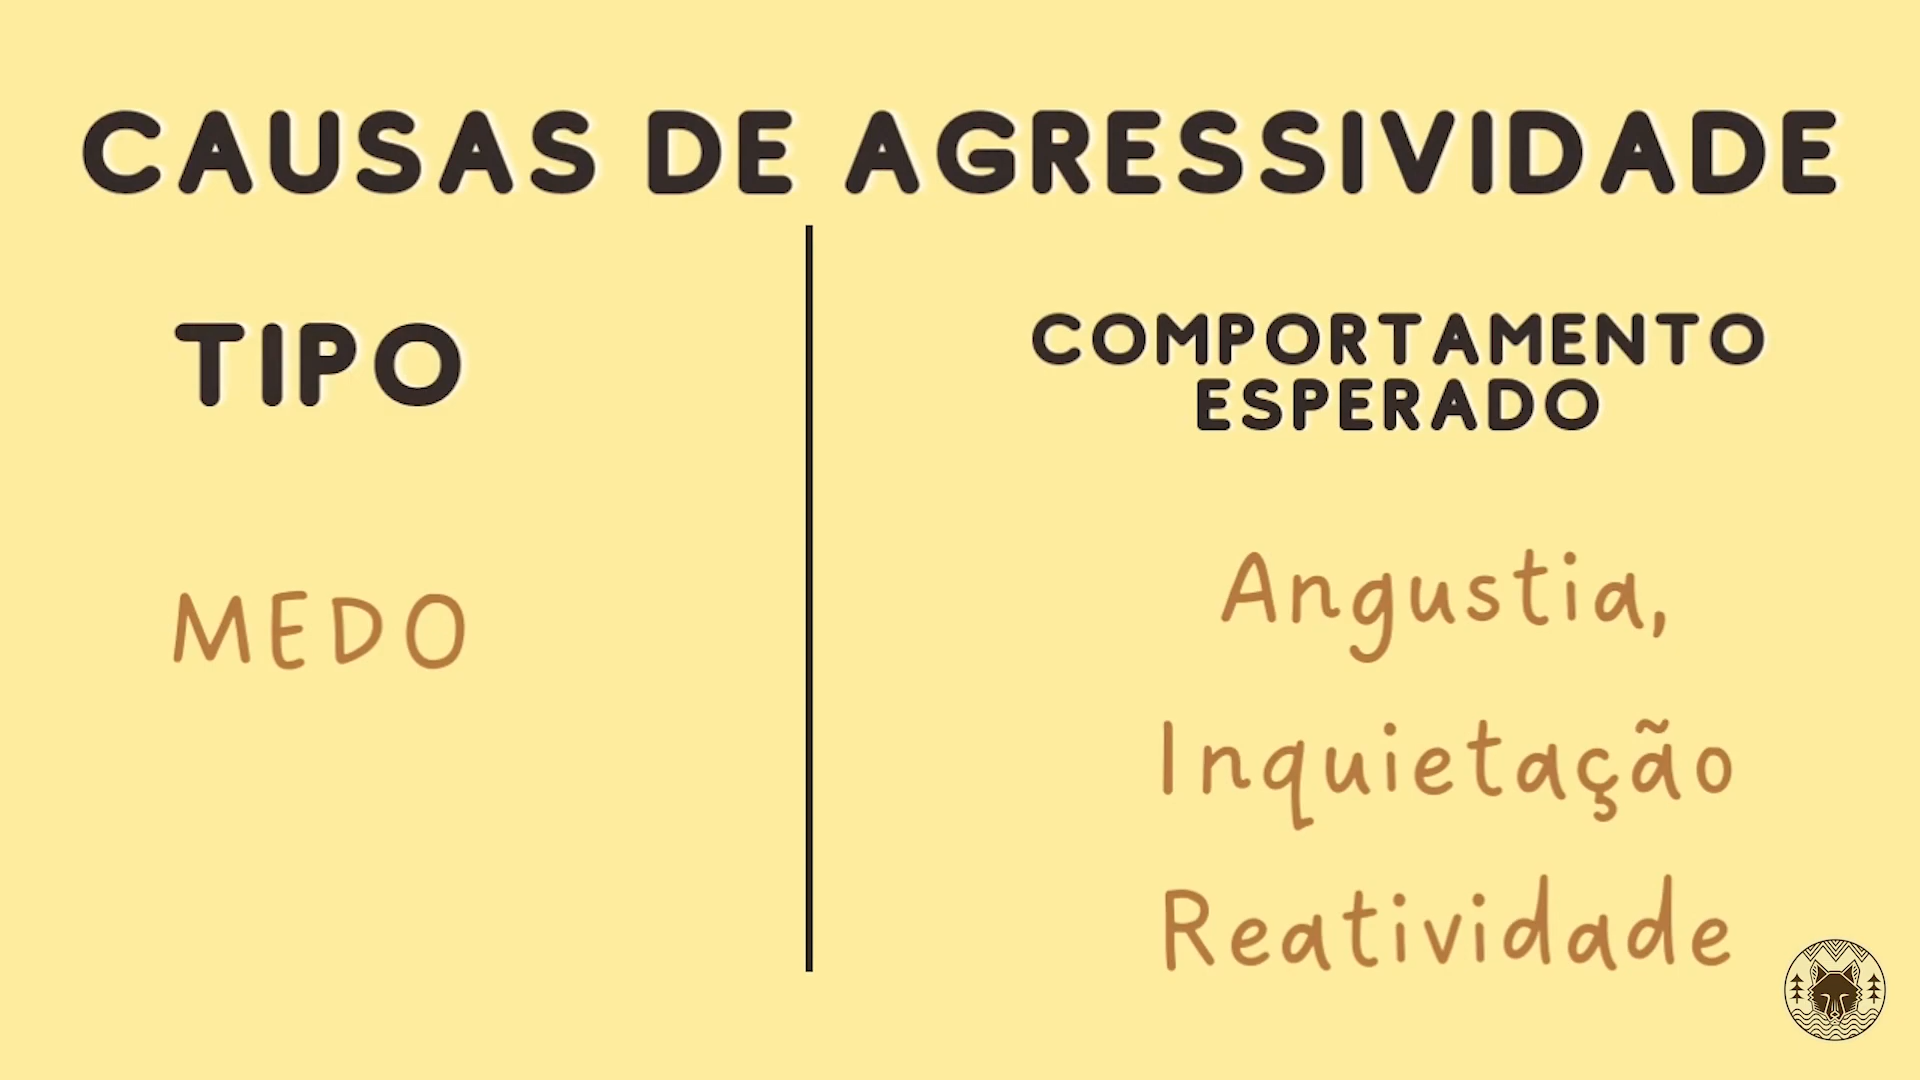 CAUSAS DE AGRESSIVIDADE
TIPO
COMPORTAMENTO
ESPERADO
MEDO
Angustia,
Inquietação
Reatividade